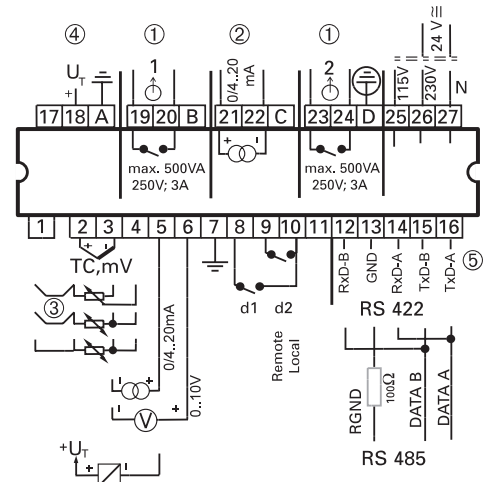 ④ ① ② ① 24 V
U_T + 1 0/4..20 mA 2 115V 230V N
17 18 A 19 20 B 21 22 C 23 24 D 25 26 27
max. 500VA
250V; 3A
max. 500VA
250V; 3A
1 2 3 4 5 6 7 8 9 10 11 12 13 14 15 16
+ -
TC,mV
RxD-B GND RxD-A TxD-B TxD-A ⑤
RS 422
③
d1 d2
Remote
Local
0/4..20mA
- +
0..10V
- V +
+U_T
+ -
RGND 100Ω DATA B DATA A
RS 485